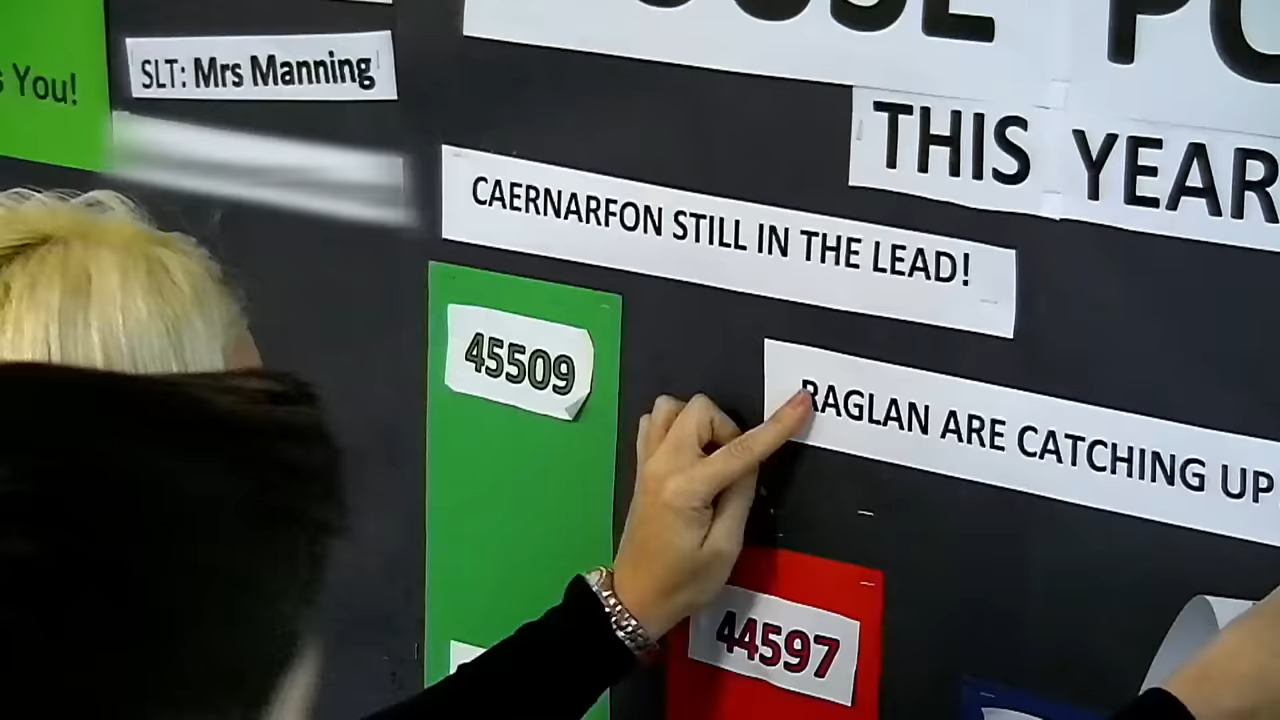 s You!
SLT: Mrs Manning
THIS YEAR
CAERNARFON STILL IN THE LEAD!
45509
RAGLAN ARE CATCHING UP
44597